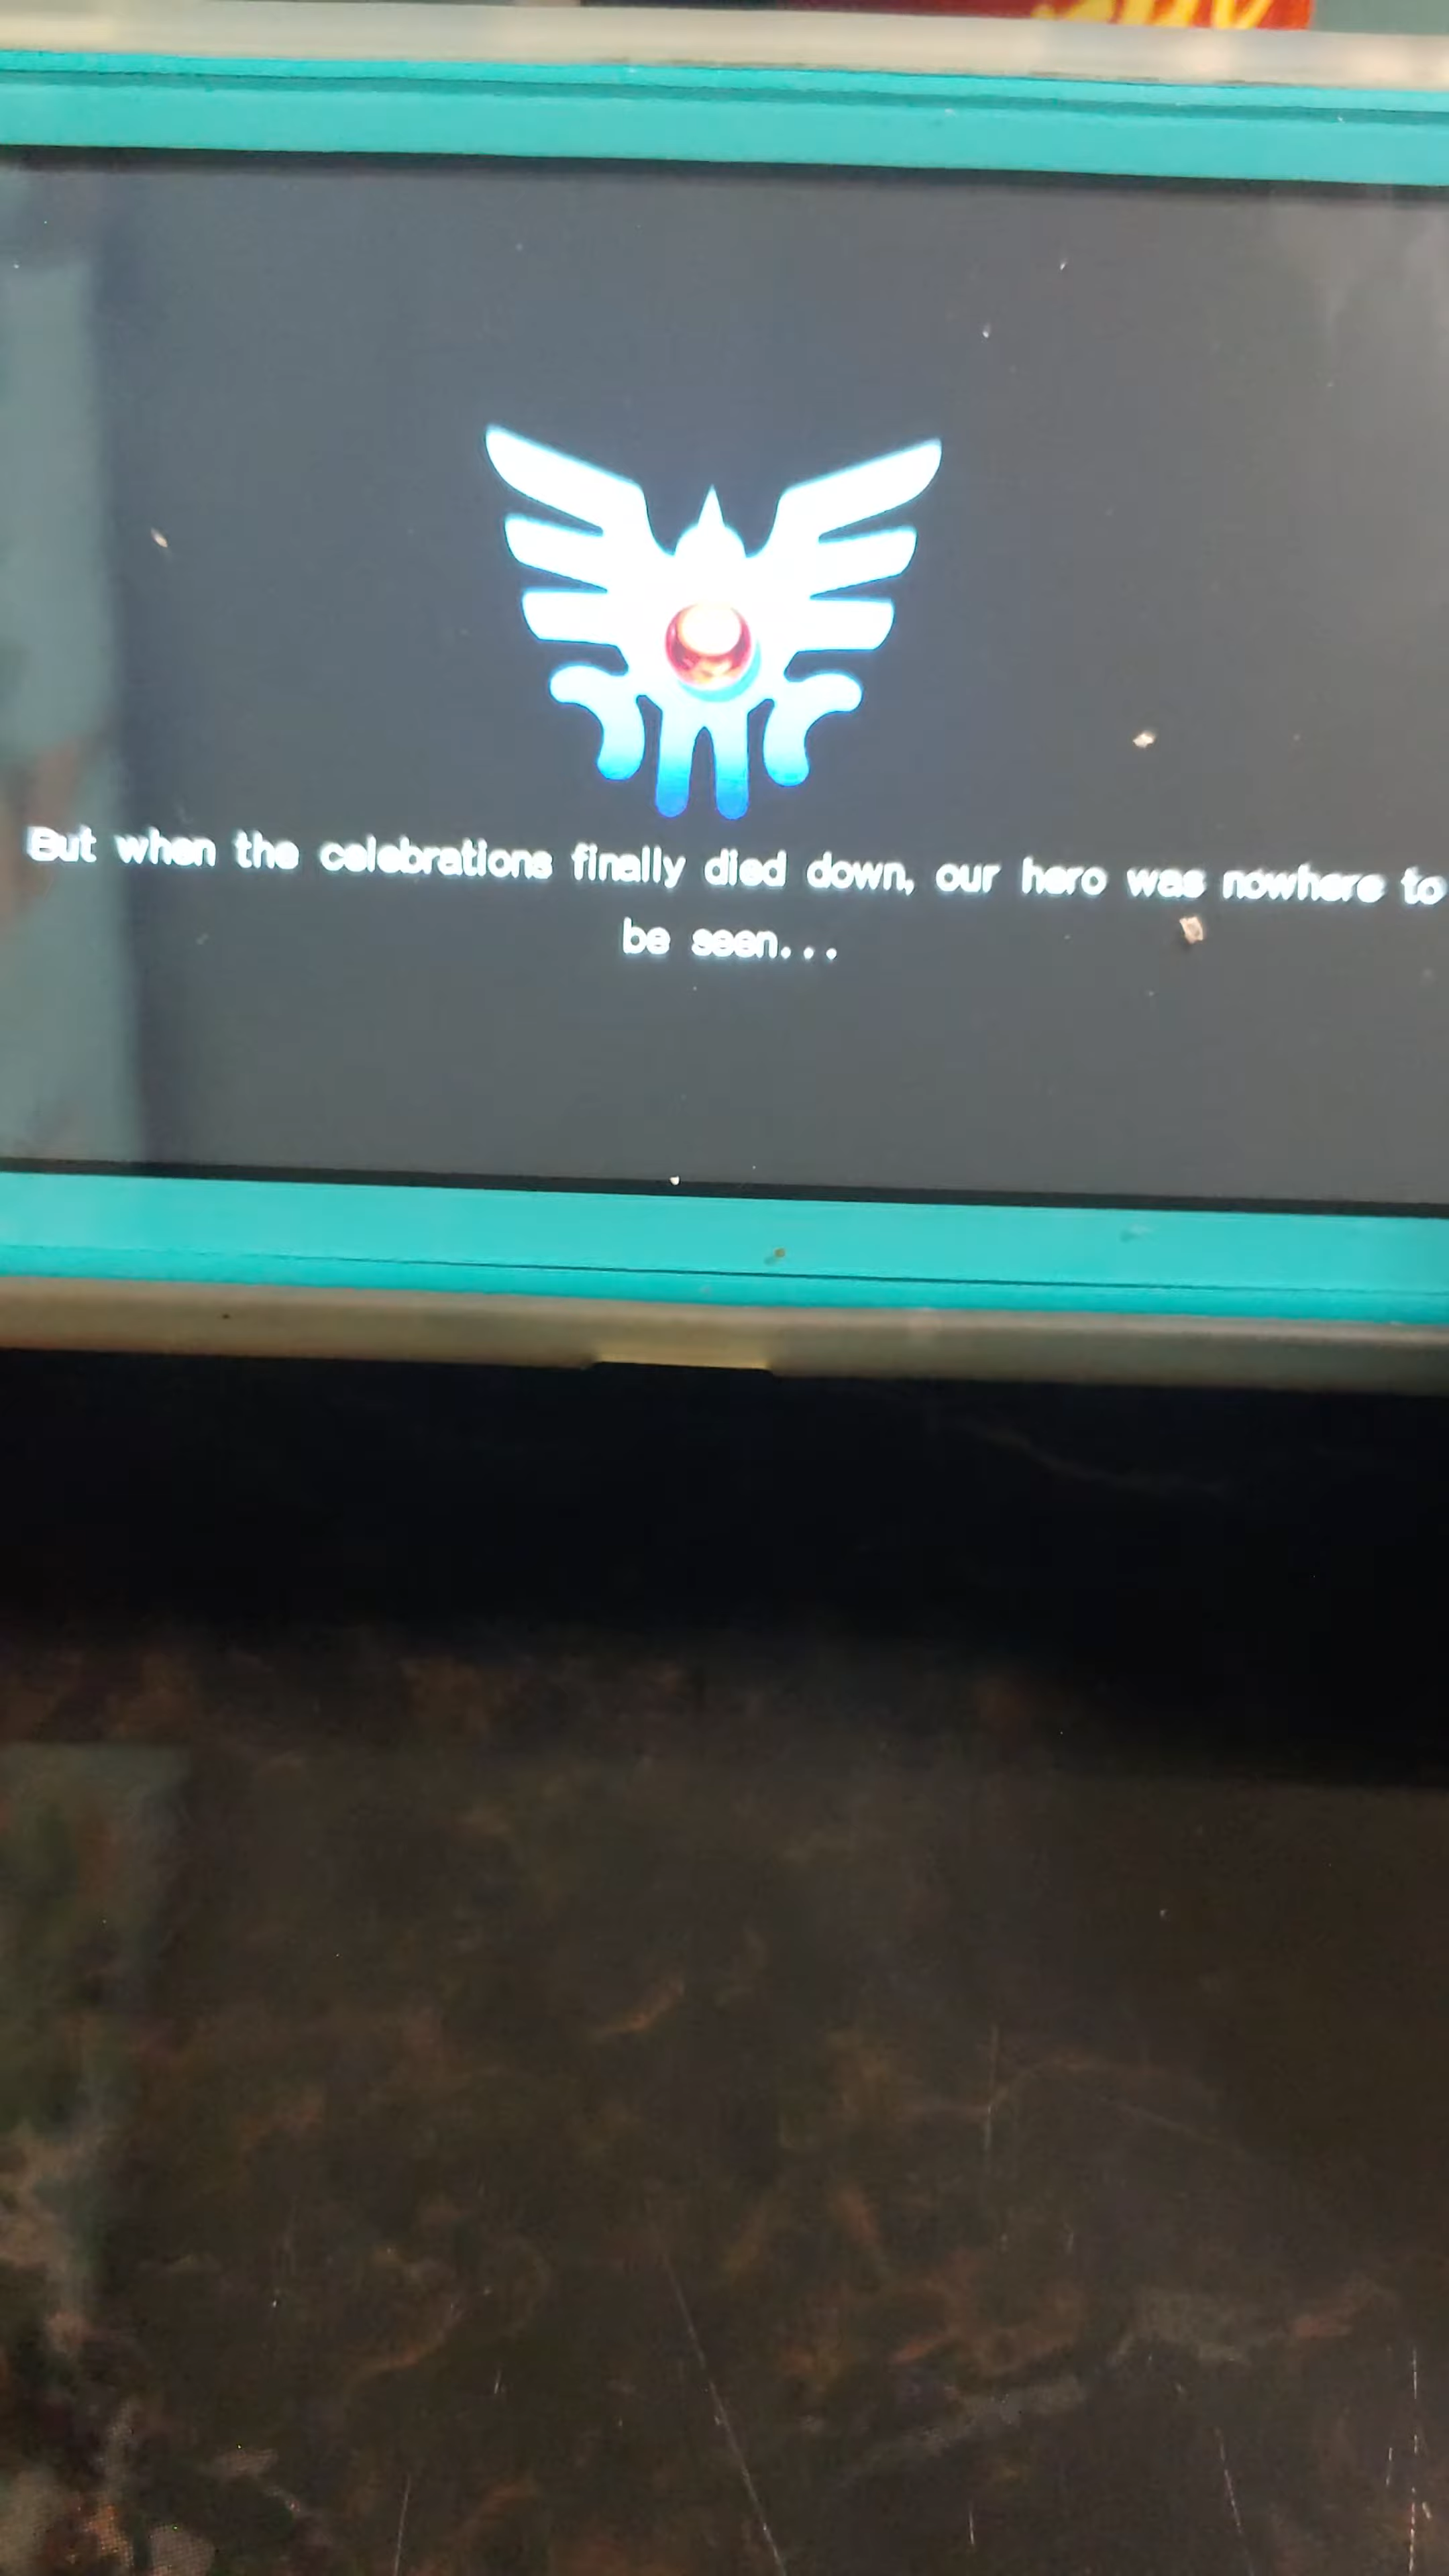 But when the celebrations finally died down, our hero was nowhere to
be seen...